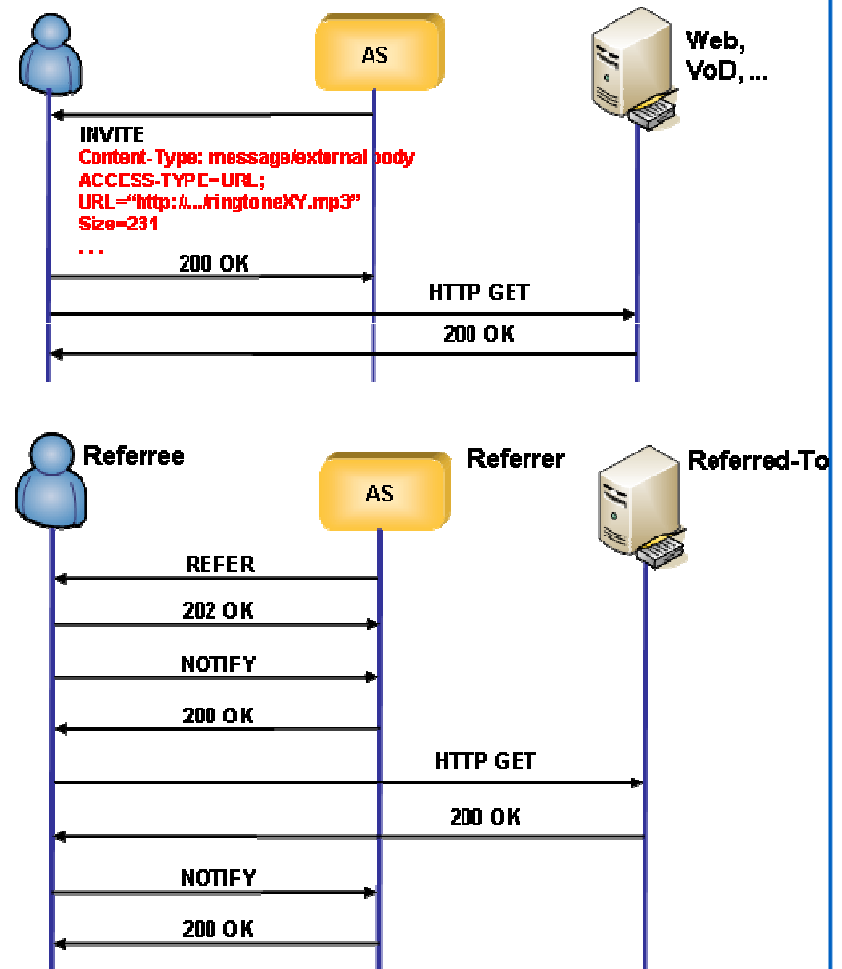 AS
Web,
VoD, ...
INVITE
Content-Type: message/external body
ACCESS-TYPE=URL;
URL="http://.../ringtoneXY.mp3"
Size=231
...
200 OK
HTTP GET
200 OK
Referree
AS
Referrer
Referred-To
REFER
202 OK
NOTIFY
200 OK
HTTP GET
200 OK
NOTIFY
200 OK